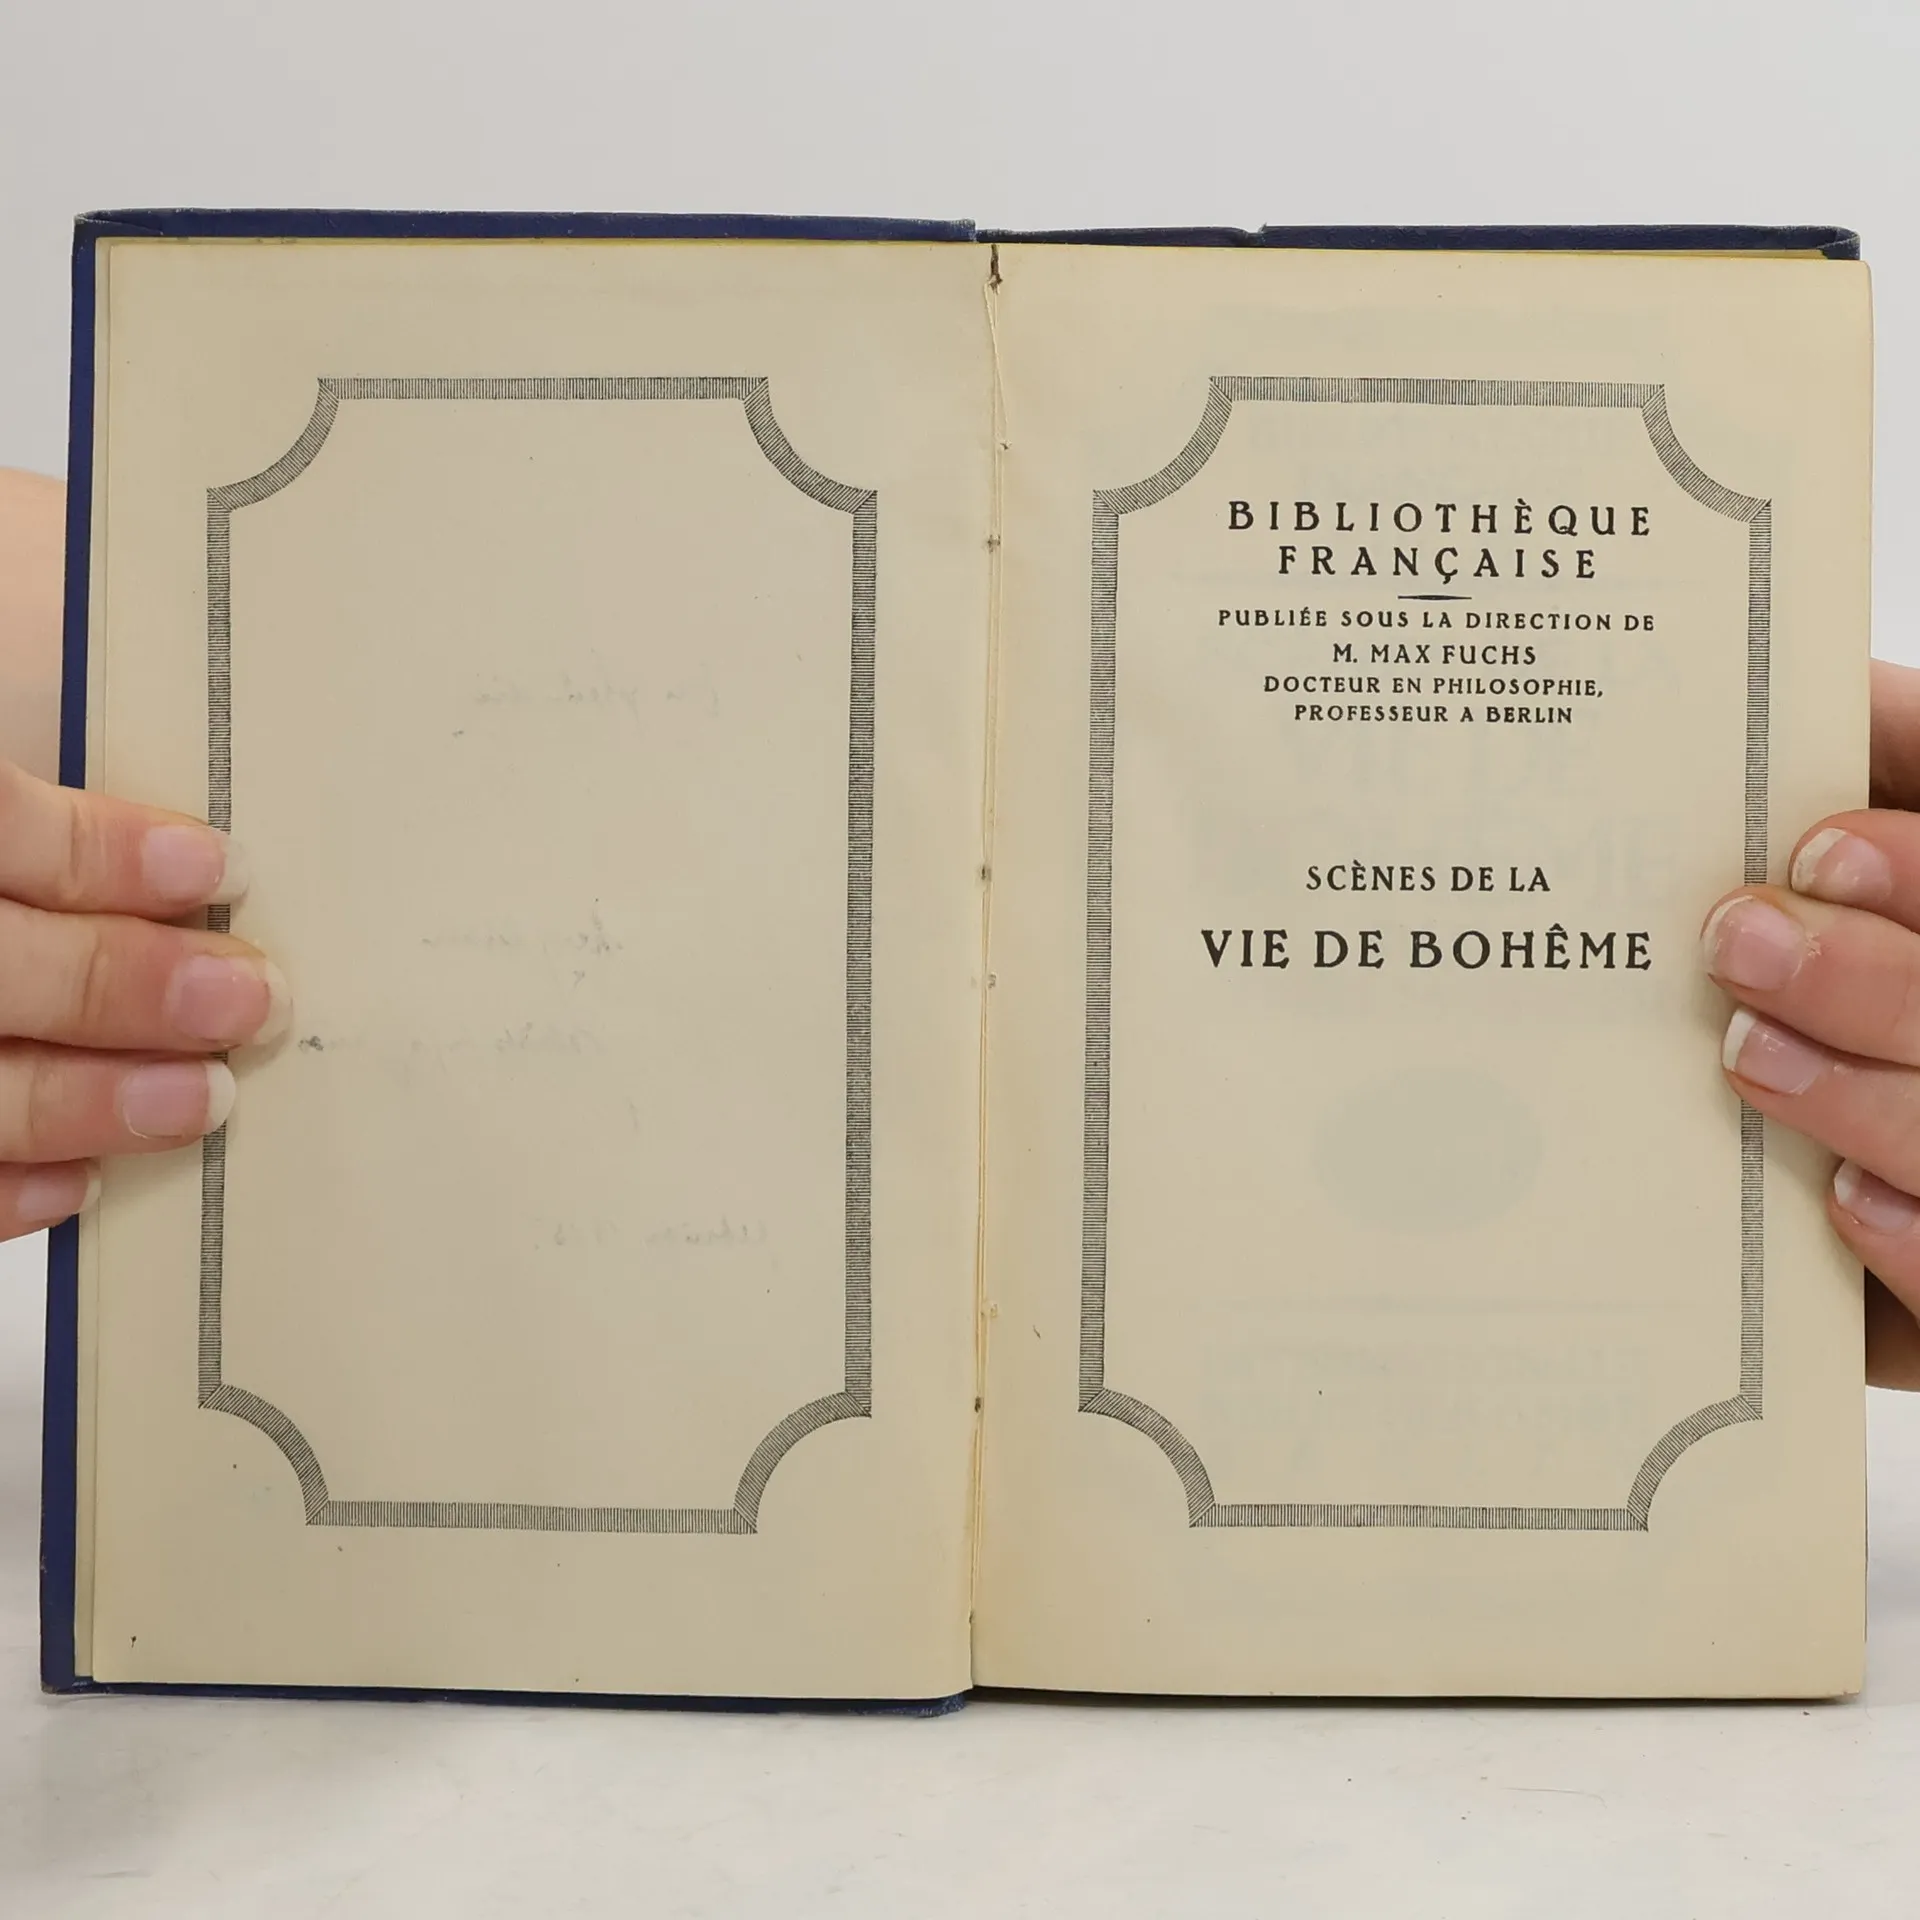 BIBLIOTHÈQUE
FRANÇAISE
PUBLIÉE SOUS LA DIRECTION DE
M. MAX FUCHS
DOCTEUR EN PHILOSOPHIE,
PROFESSEUR A BERLIN
SCÈNES DE LA
VIE DE BOHÊME